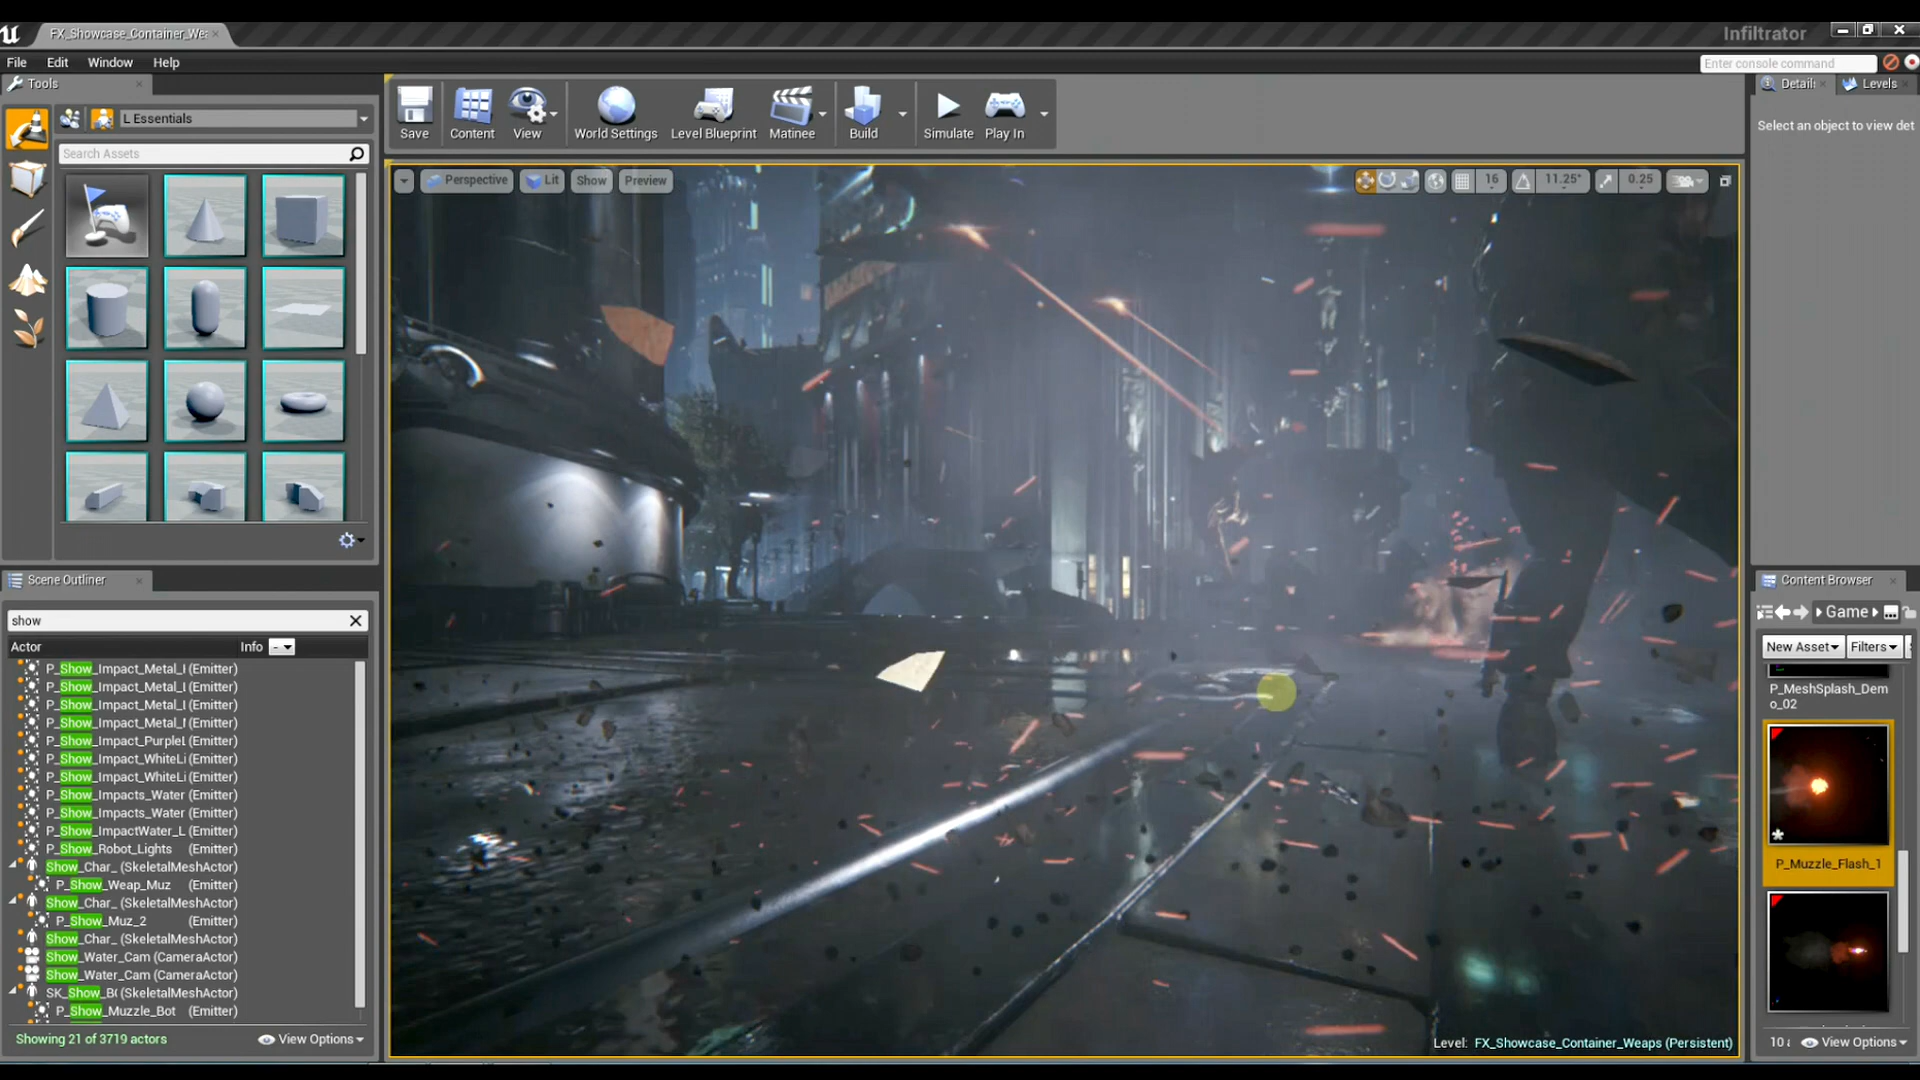 FX_Showcase_Container_Wea
Infiltrator
File Edit Window Help
Enter console command
Tools
L Essentials
Search Assets
Save
Content
View
World Settings
Level Blueprint
Matinee
Build
Simulate
Play In
Details
Levels
Select an object to view det
Perspective
Lit
Show
Preview
16
11.25°
0.25
Scene Outliner
show
Actor
Info
P_Show_Impact_Metal_I (Emitter)
P_Show_Impact_Metal_I (Emitter)
P_Show_Impact_Metal_I (Emitter)
P_Show_Impact_Metal_I (Emitter)
P_Show_Impact_PurpleL (Emitter)
P_Show_Impact_WhiteLi (Emitter)
P_Show_Impact_WhiteLi (Emitter)
P_Show_Impacts_Water (Emitter)
P_Show_Impacts_Water (Emitter)
P_Show_ImpactWater_L (Emitter)
P_Show_Robot_Lights (Emitter)
Show_Char_ (SkeletalMeshActor)
P_Show_Weap_Muz (Emitter)
Show_Char_ (SkeletalMeshActor)
P_Show_Muz_2 (Emitter)
Show_Char_ (SkeletalMeshActor)
Show_Water_Cam (CameraActor)
Show_Water_Cam (CameraActor)
SK_Show_B( (SkeletalMeshActor)
P_Show_Muzzle_Bot (Emitter)
Showing 21 of 3719 actors
View Options
Content Browser
Game
New Asset
Filters
P_MeshSplash_Dem
o_02
P_Muzzle_Flash_1
Level: FX_Showcase_Container_Weaps (Persistent)
View Options